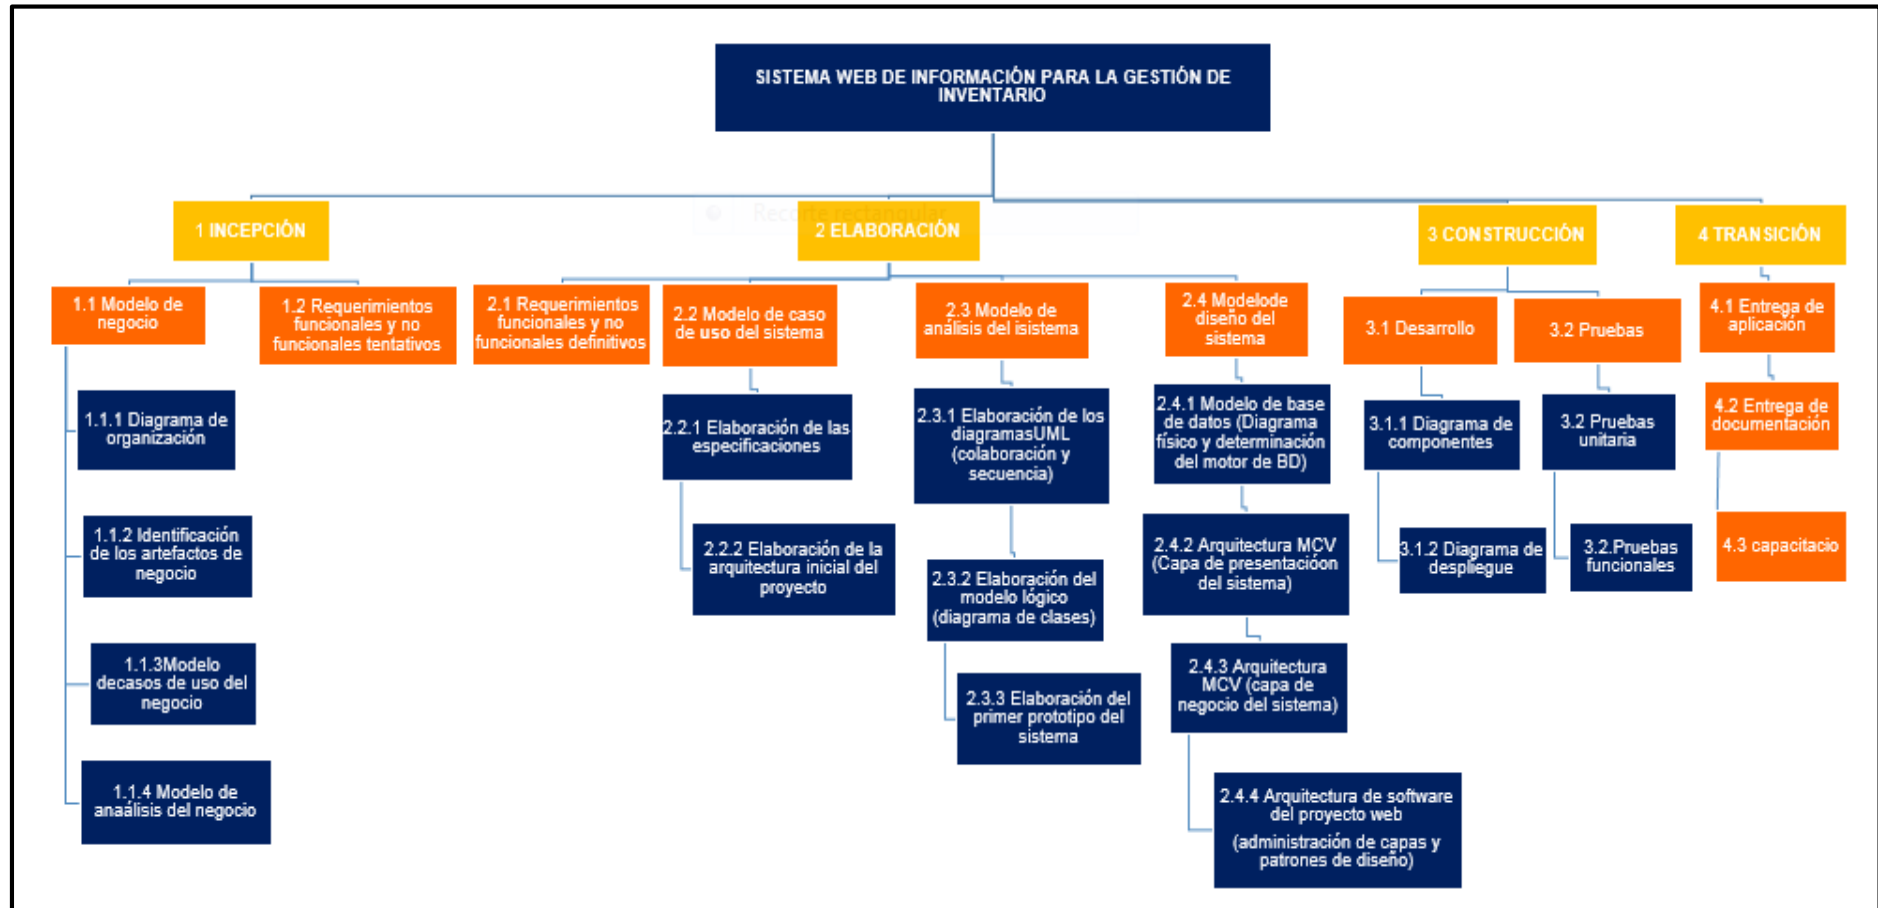 SISTEMA WEB DE INFORMACIÓN PARA LA GESTIÓN DE
INVENTARIO
Recorte rectangular
1 INCEPCIÓN
2 ELABORACIÓN
3 CONSTRUCCIÓN
4 TRANSICIÓN
1.1 Modelo de
negocio
1.2 Requerimientos
funcionales y no
funcionales tentativos
2.1 Requerimientos
funcionales y no
funcionales definitivos
2.2 Modelo de caso
de uso del sistema
2.3 Modelo de
análisis del isistema
2.4 Modelode
diseño del
sistema
3.1 Desarrollo
3.2 Pruebas
4.1 Entrega de
aplicación
1.1.1 Diagrama de
organización
1.1.2 Identificación
de los artefactos de
negocio
1.1.3Modelo
decasos de uso del
negocio
1.1.4 Modelo de
anaálisis del negocio
2.2.1 Elaboración de las
especificaciones
2.2.2 Elaboración de la
arquitectura inicial del
proyecto
2.3.1 Elaboración de los
diagramasUML
(colaboración y
secuencia)
2.3.2 Elaboración del
modelo lógico
(diagrama de clases)
2.3.3 Elaboración del
primer prototipo del
sistema
2.4.1 Modelo de base
de datos (Diagrama
físico y determinación
del motor de BD)
2.4.2 Arquitectura MCV
(Capa de presentacióon
del sistema)
2.4.3 Arquitectura
MCV (capa de
negocio del sistema)
2.4.4 Arquitectura de software
del proyecto web
(administración de capas y
patrones de diseño)
3.1.1 Diagrama de
componentes
3.1.2 Diagrama de
despliegue
3.2 Pruebas
unitaria
3.2.Pruebas
funcionales
4.2 Entrega de
documentación
4.3 capacitacio